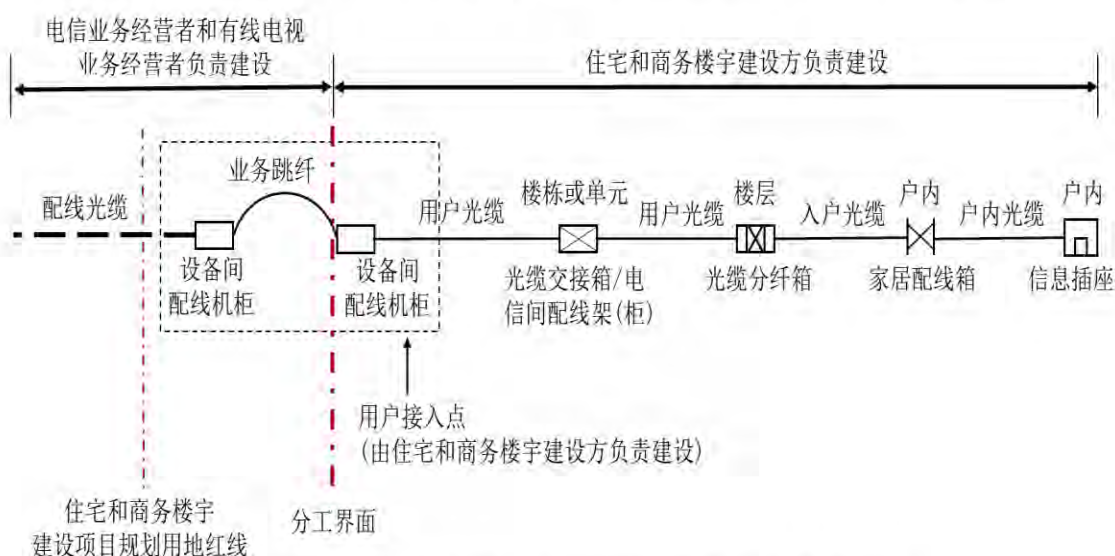 电信业务经营者和有线电视
业务经营者负责建设
住宅和商务楼宇建设方负责建设
业务跳纤
配线光缆
用户光缆
楼栋或单元
用户光缆
楼层
入户光缆
户内
户内光缆
户内
设备间
配线机柜
设备间
配线机柜
光缆交接箱/电
信间配线架(柜)
光缆分纤箱
家居配线箱
信息插座
用户接入点
(由住宅和商务楼宇建设方负责建设)
住宅和商务楼宇
建设项目规划用地红线
分工界面